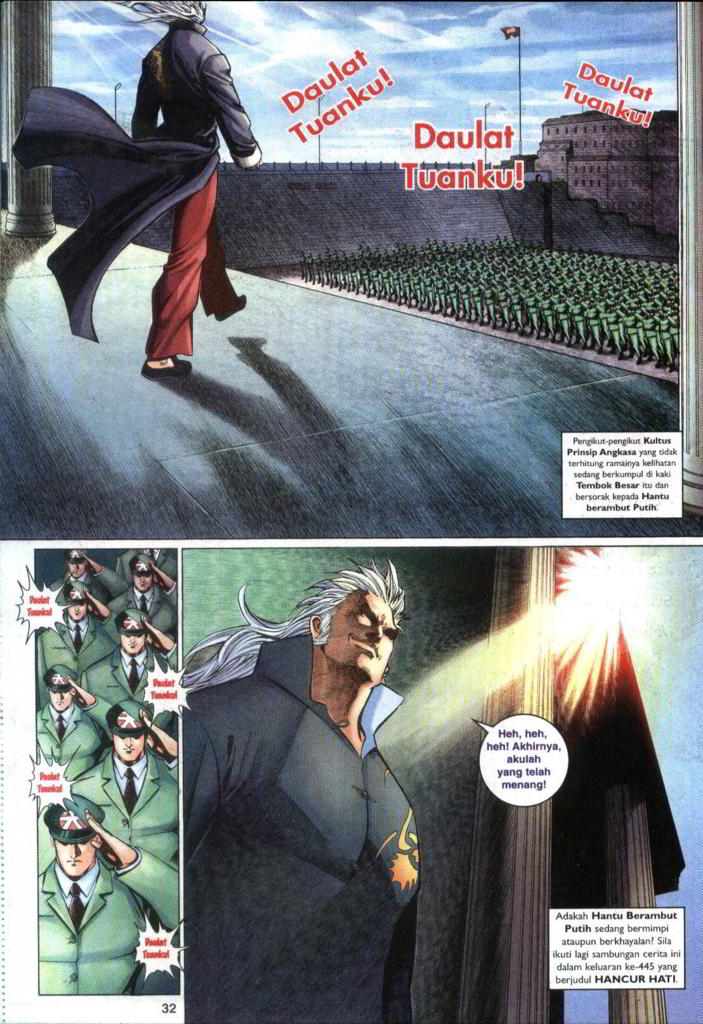 Daulat
Tuanku!
Daulat
Tuanku!
Daulat
Tuanku!
Pengikut-pengikut Kultus
Prinsip Angkasa yang tidak
terhitung ramainya kelihatan
sedang berkumpul di kaki
Tembok Besar itu dan
bersorak kepada Hantu
berambut Putih.
Daulat
Tuanku!
Daulat
Tuanku!
Daulat
Tuanku!
Daulat
Tuanku!
Heh, heh,
heh! Akhirnya,
akulah
yang telah
menang!
Adakah Hantu Berambut
Putih sedang bermimpi
ataupun berkhayalan? Sila
ikuti lagi sambungan cerita ini
dalam keluaran ke-445 yang
berjudul HANCUR HATI.
32